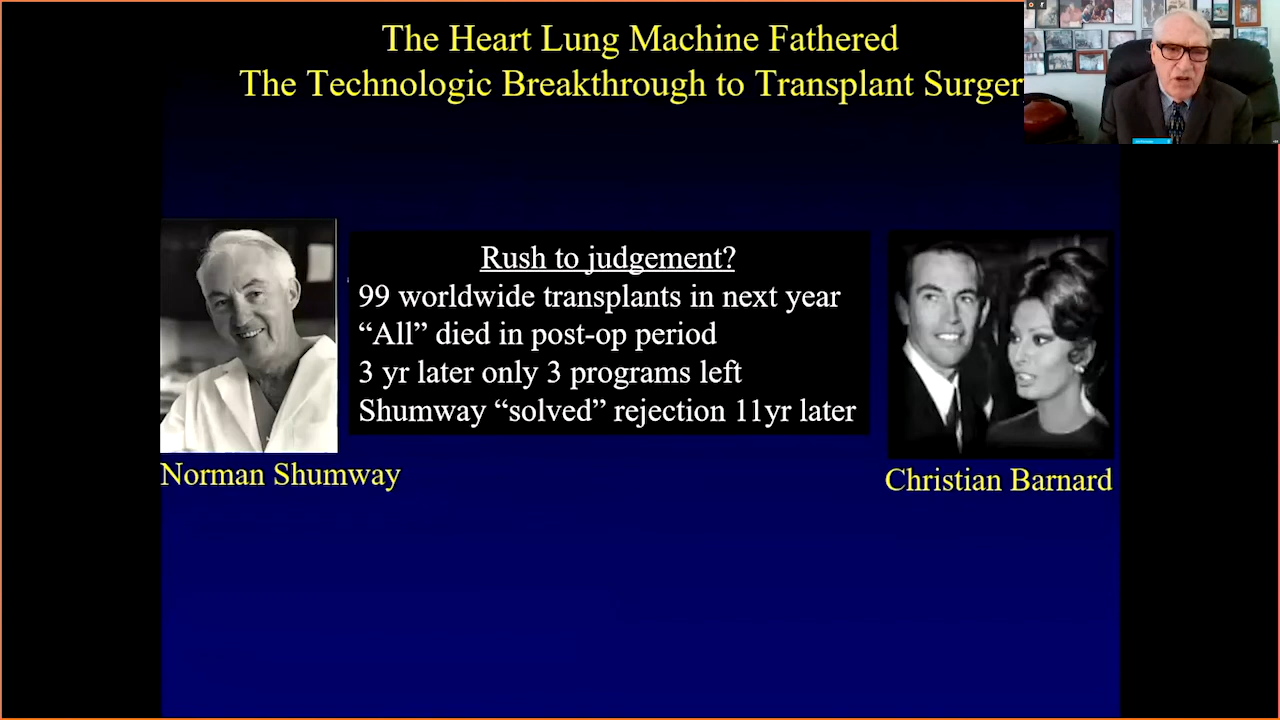 The Heart Lung Machine Fathered
The Technologic Breakthrough to Transplant Surger
Rush to judgement?
99 worldwide transplants in next year
“All” died in post-op period
3 yr later only 3 programs left
Shumway “solved” rejection 11yr later
Norman Shumway
Christian Barnard